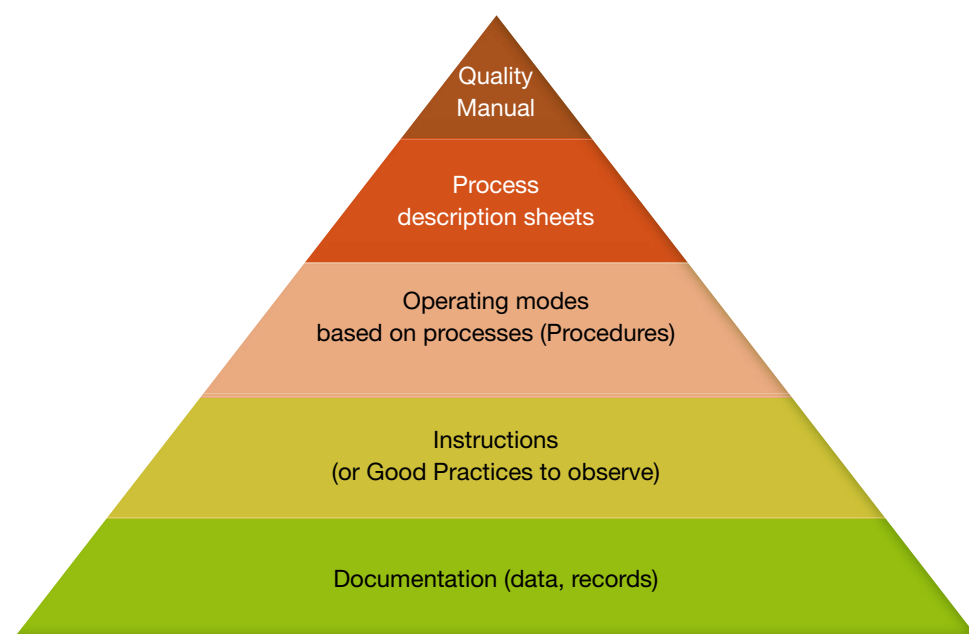 Quality
Manual
Process
description sheets
Operating modes
based on processes (Procedures)
Instructions
(or Good Practices to observe)
Documentation (data, records)